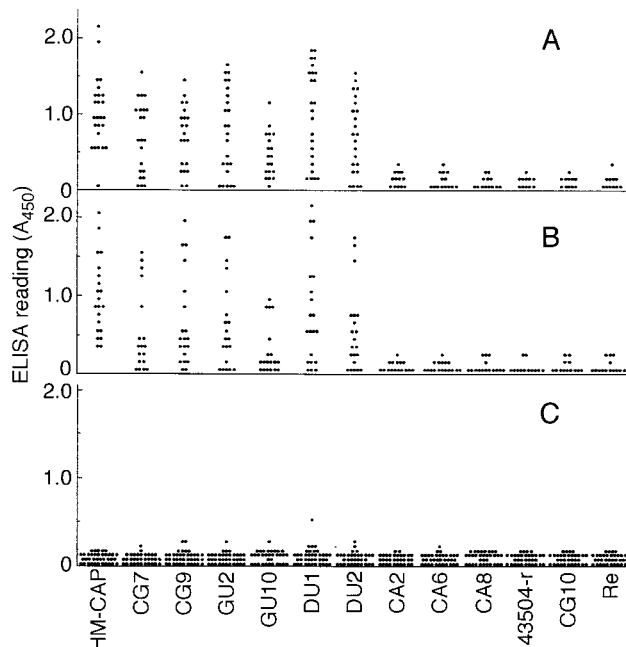 A
2.0
1.0
0
B
2.0
1.0
0
C
2.0
1.0
0
ELISA reading (A450)
HM-CAP
CG7
CG9
GU2
GU10
DU1
DU2
CA2
CA6
CA8
43504-r
CG10
Re